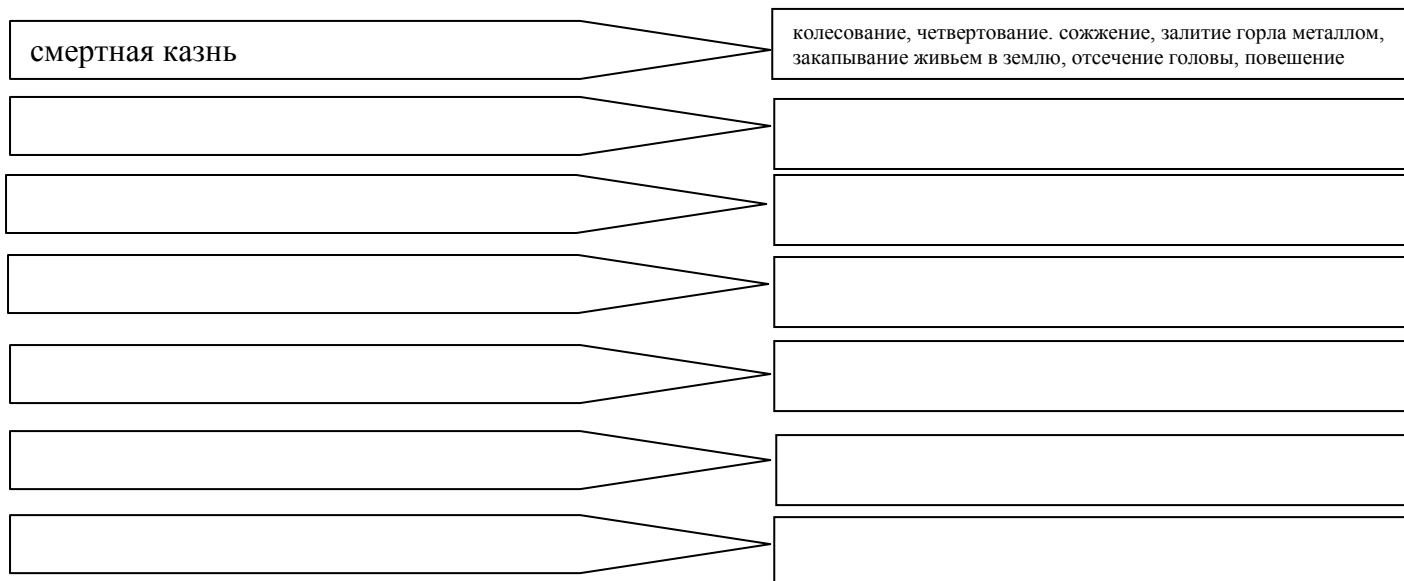 смертная казнь
колесование, четвертование. сожжение, залитие горла металлом,
закапывание живьем в землю, отсечение головы, повешение